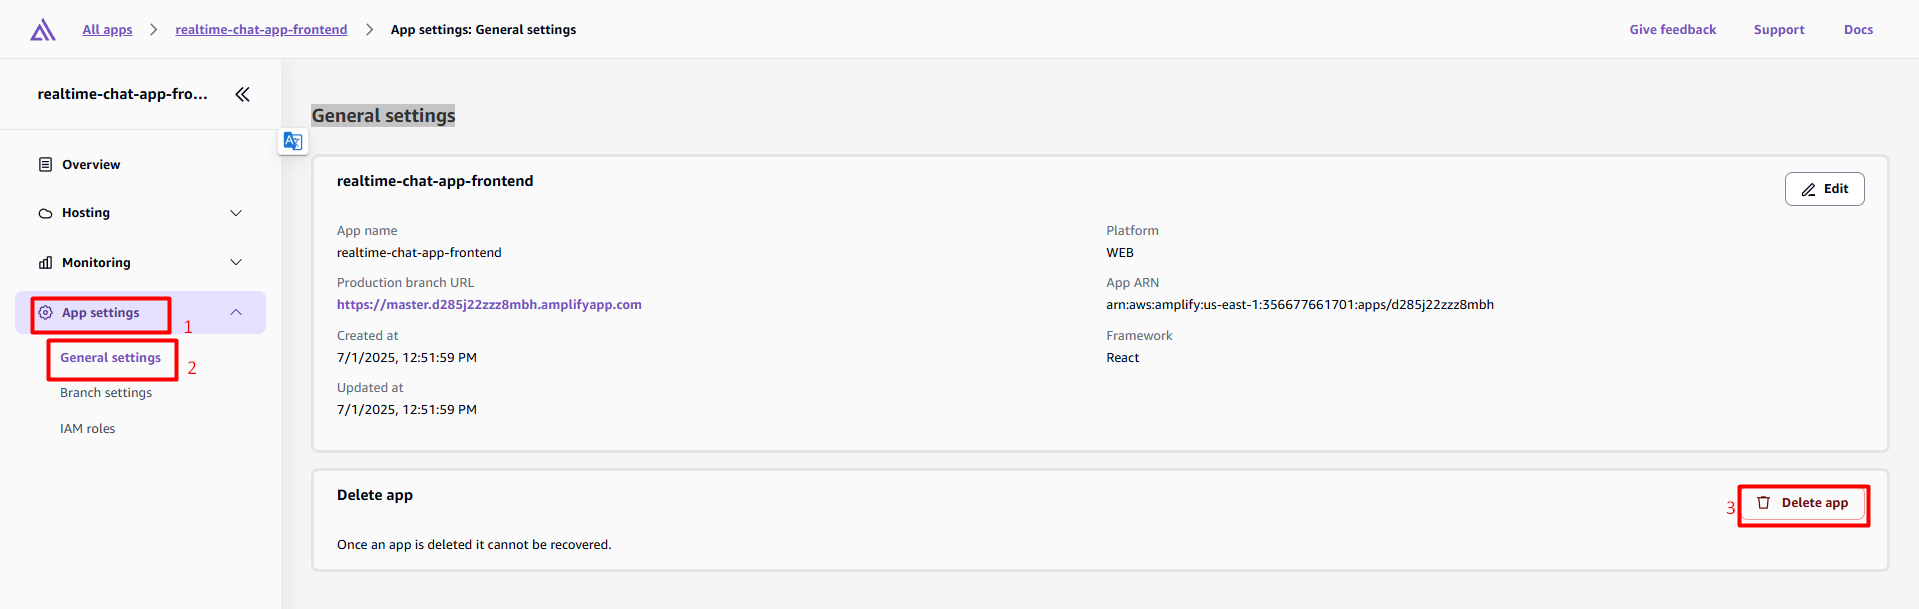 All apps > realtime-chat-app-frontend > App settings: General settings
Give feedback Support Docs
realtime-chat-app-fro...
Overview
Hosting
Monitoring
App settings
1
General settings
2
Branch settings
IAM roles
General settings
realtime-chat-app-frontend
Edit
App name
realtime-chat-app-frontend
Platform
WEB
Production branch URL
https://master.d285j22zzz8mbh.amplifyapp.com
App ARN
arn:aws:amplify:us-east-1:356677661701:apps/d285j22zzz8mbh
Created at
7/1/2025, 12:51:59 PM
Framework
React
Updated at
7/1/2025, 12:51:59 PM
Delete app
3
Delete app
Once an app is deleted it cannot be recovered.